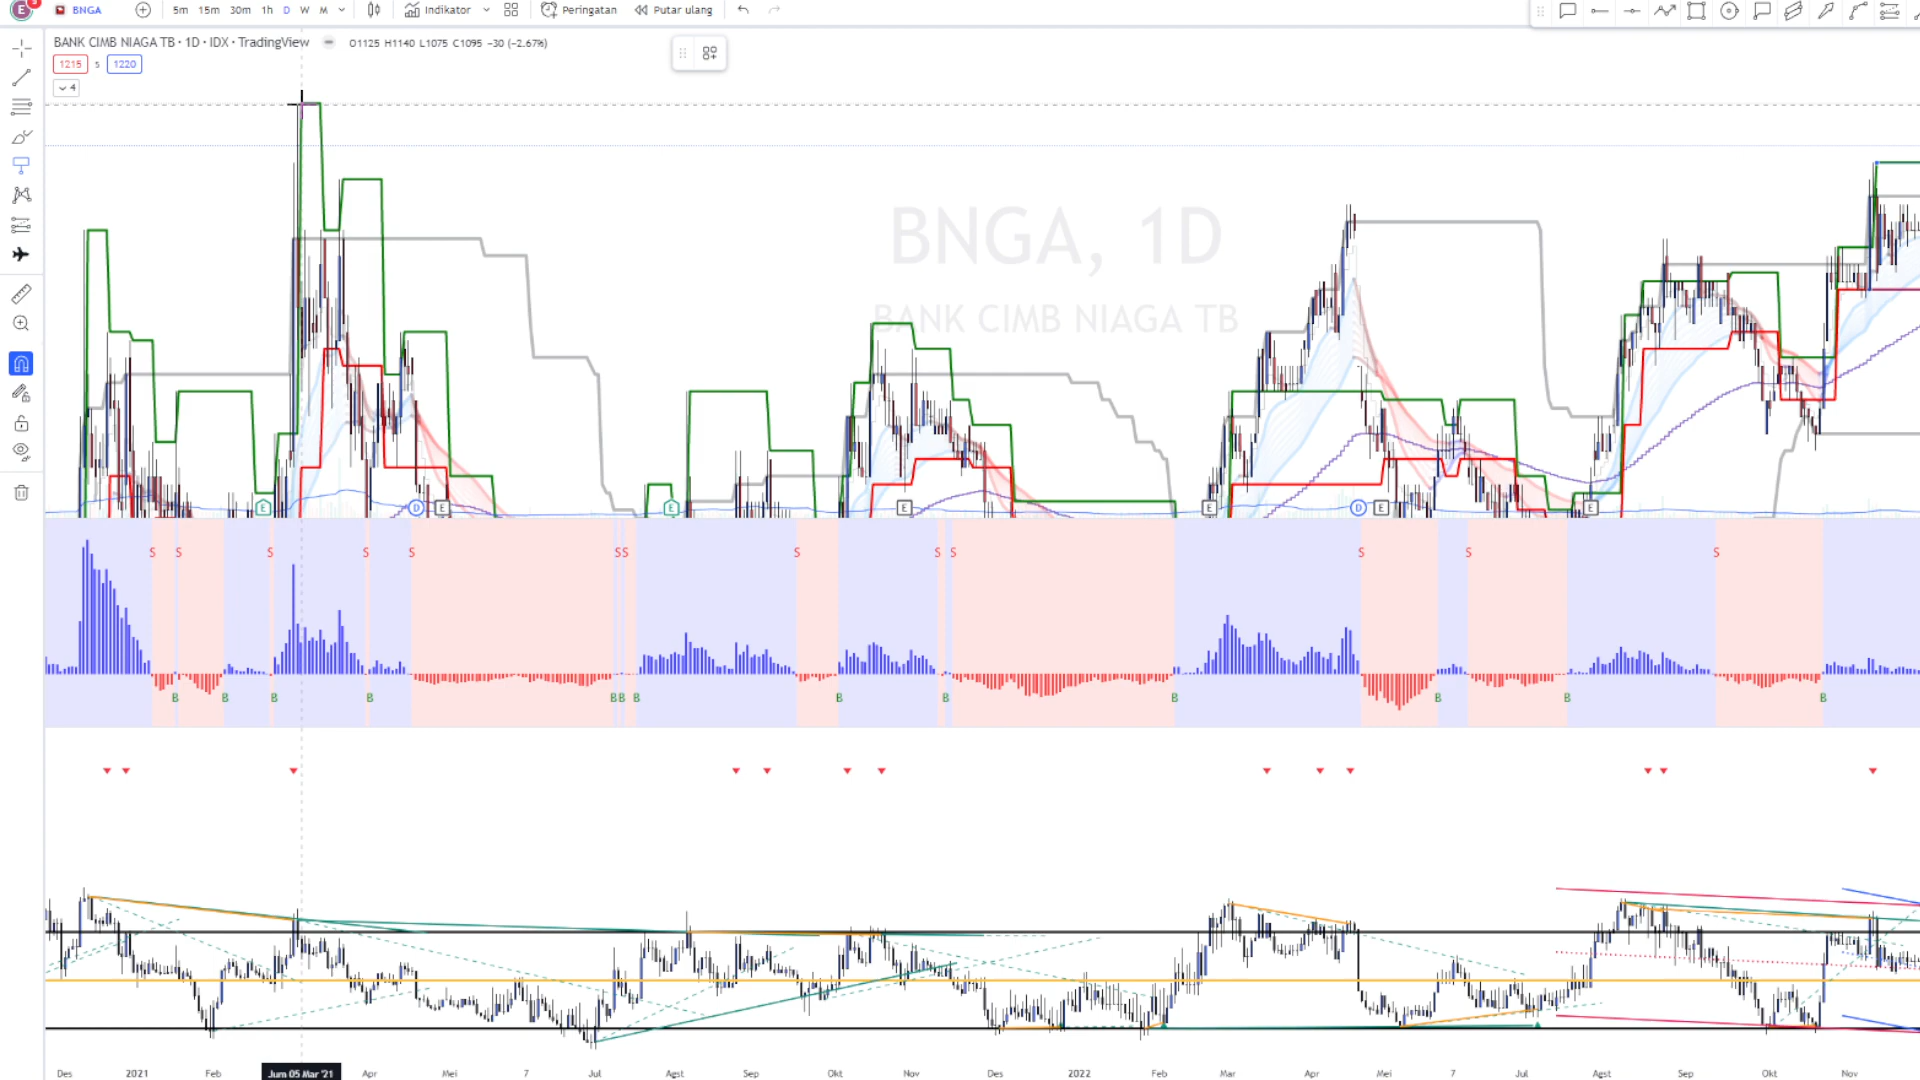 E 3 BNGA 5m 15m 30m 1h D W M Indikator Peringatan Putar ulang
BANK CIMB NIAGA TB · 1D · IDX · TradingView O1125 H1140 L1075 C1095 −30 (−2.67%)
1215 5 1220
4
BNGA, 1D
BANK CIMB NIAGA TB
E D E E E E D E E
S S S S S S S S S S S S S
B B B B B B B B B B B B B
Des 2021 Feb Jum 05 Mar '21 Apr Mei 7 Jul Agst Sep Okt Nov Des 2022 Feb Mar Apr Mei 7 Jul Agst Sep Okt Nov